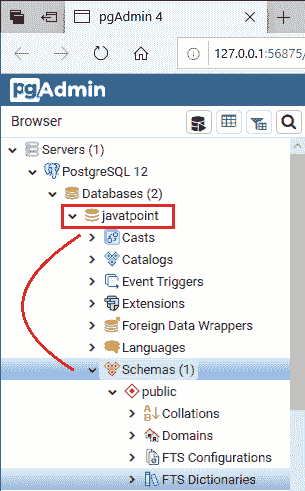 pgAdmin 4
127.0.0.1:56875/
pgAdmin
Browser
Servers (1)
PostgreSQL 12
Databases (2)
javatpoint
Casts
Catalogs
Event Triggers
Extensions
Foreign Data Wrappers
Languages
Schemas (1)
public
Collations
Domains
FTS Configurations
FTS Dictionaries